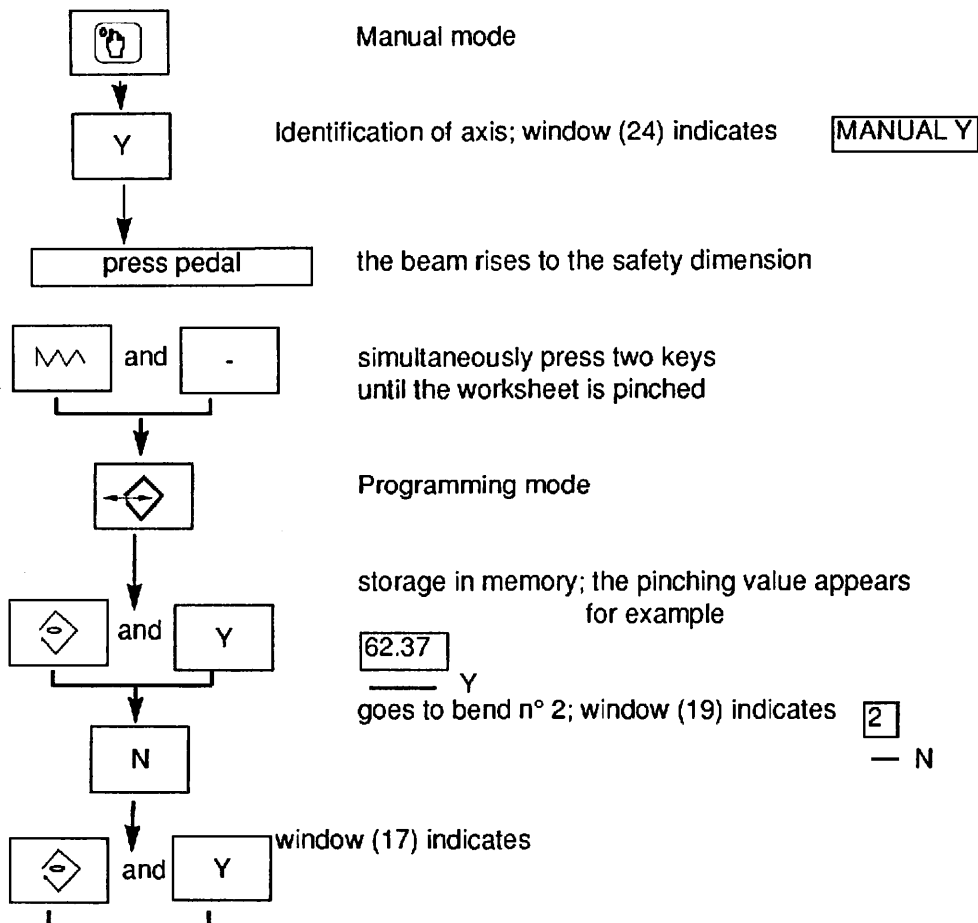 Manual mode
Y
Identification of axis; window (24) indicates MANUAL Y
press pedal
the beam rises to the safety dimension
and -
simultaneously press two keys
until the worksheet is pinched
Programming mode
storage in memory; the pinching value appears
for example
and Y
62.37
Y
goes to bend n° 2; window (19) indicates 2
N
N
window (17) indicates
and Y